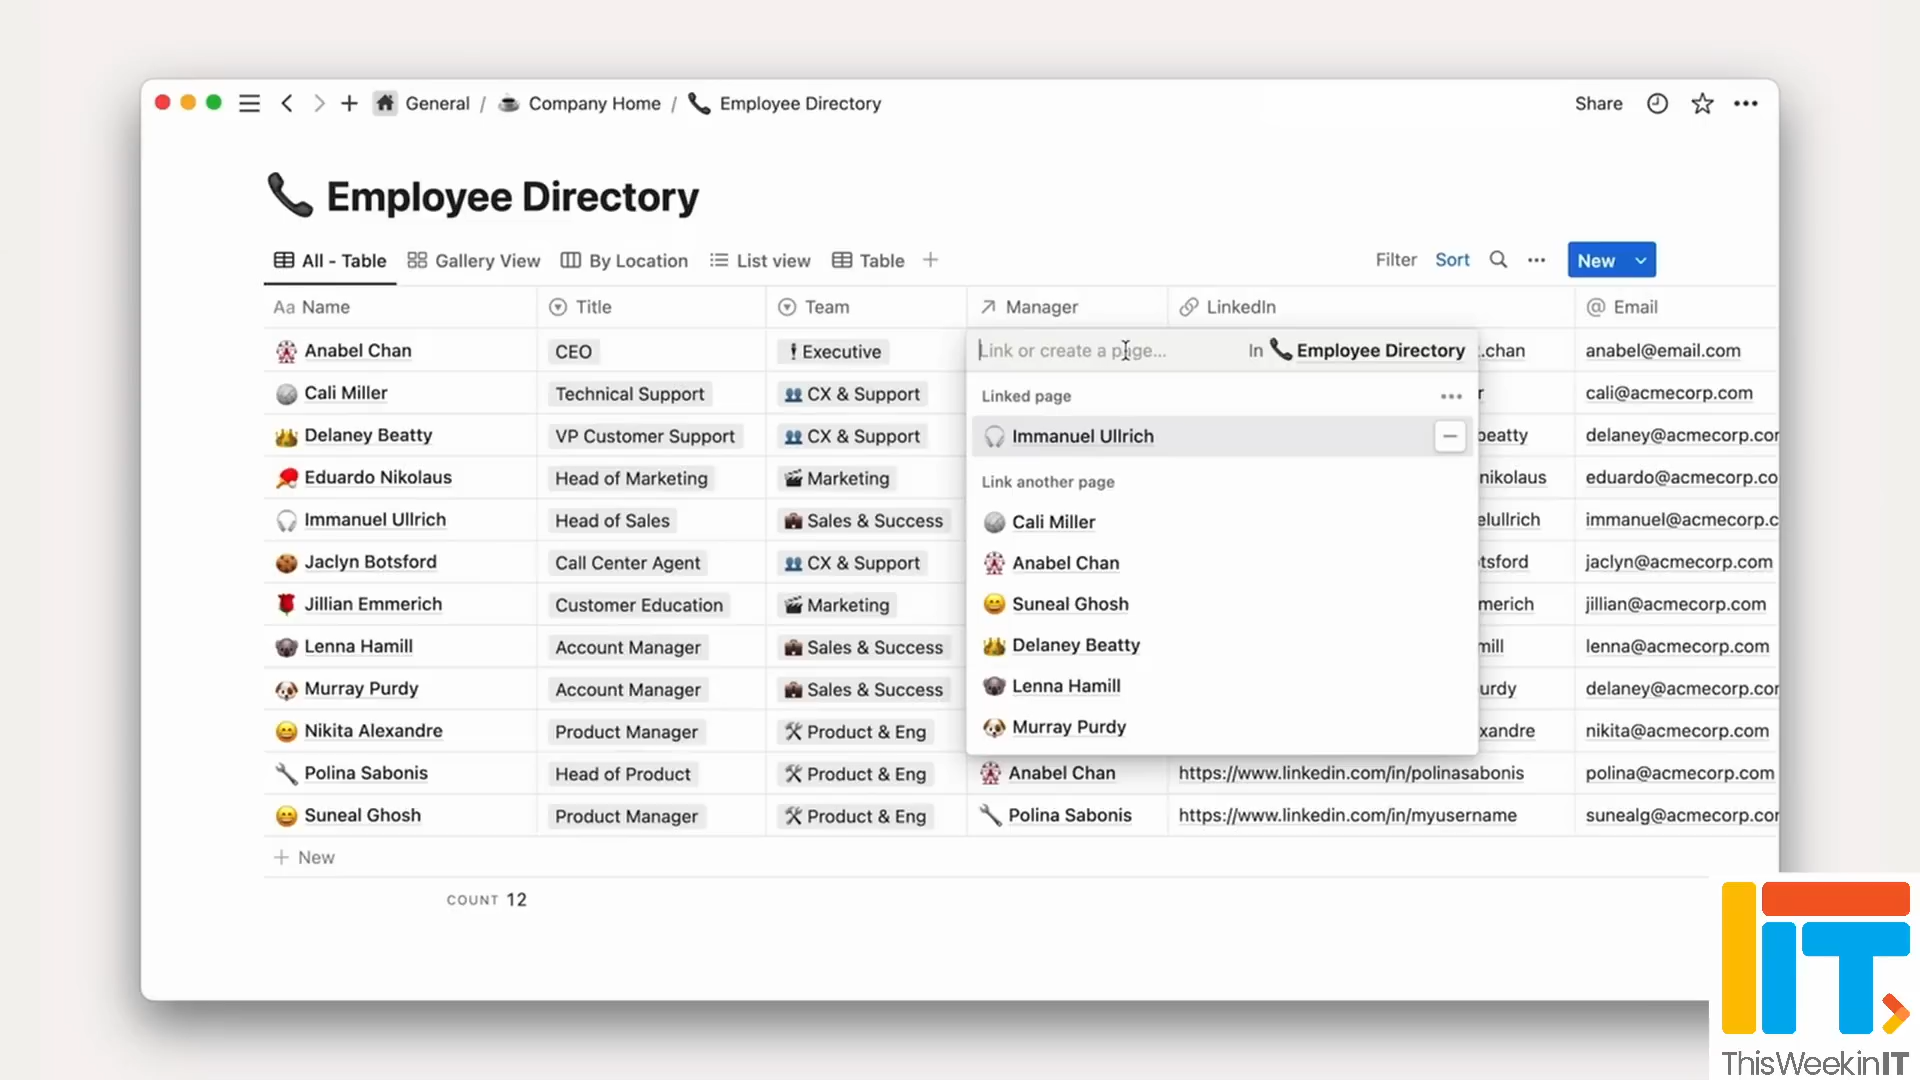 General / Company Home / Employee Directory Share
Employee Directory
All - Table Gallery View By Location List view Table Filter Sort New
Aa Name Title Team Manager LinkedIn @ Email
Anabel Chan CEO Executive Link or create a page... In Employee Directory .chan anabel@email.com
Cali Miller Technical Support CX & Support Linked page r cali@acmecorp.com
Delaney Beatty VP Customer Support CX & Support Immanuel Ullrich beatty delaney@acmecor
Eduardo Nikolaus Head of Marketing Marketing Link another page nikolaus eduardo@acmecorp.co
Immanuel Ullrich Head of Sales Sales & Success Cali Miller elullrich immanuel@acmecorp.c
Jaclyn Botsford Call Center Agent CX & Support Anabel Chan tsford jaclyn@acmecorp.com
Jillian Emmerich Customer Education Marketing Suneal Ghosh merich jillian@acmecorp.com
Lenna Hamill Account Manager Sales & Success Delaney Beatty mill lenna@acmecorp.com
Murray Purdy Account Manager Sales & Success Lenna Hamill urdy delaney@acmecor
Nikita Alexandre Product Manager Product & Eng Murray Purdy xandre nikita@acmecorp.com
Polina Sabonis Head of Product Product & Eng Anabel Chan https://www.linkedin.com/in/polinasabonis polina@acmecorp.com
Suneal Ghosh Product Manager Product & Eng Polina Sabonis https://www.linkedin.com/in/myusername sunealg@acmecor
New
COUNT 12
IT
ThisWeekinIT